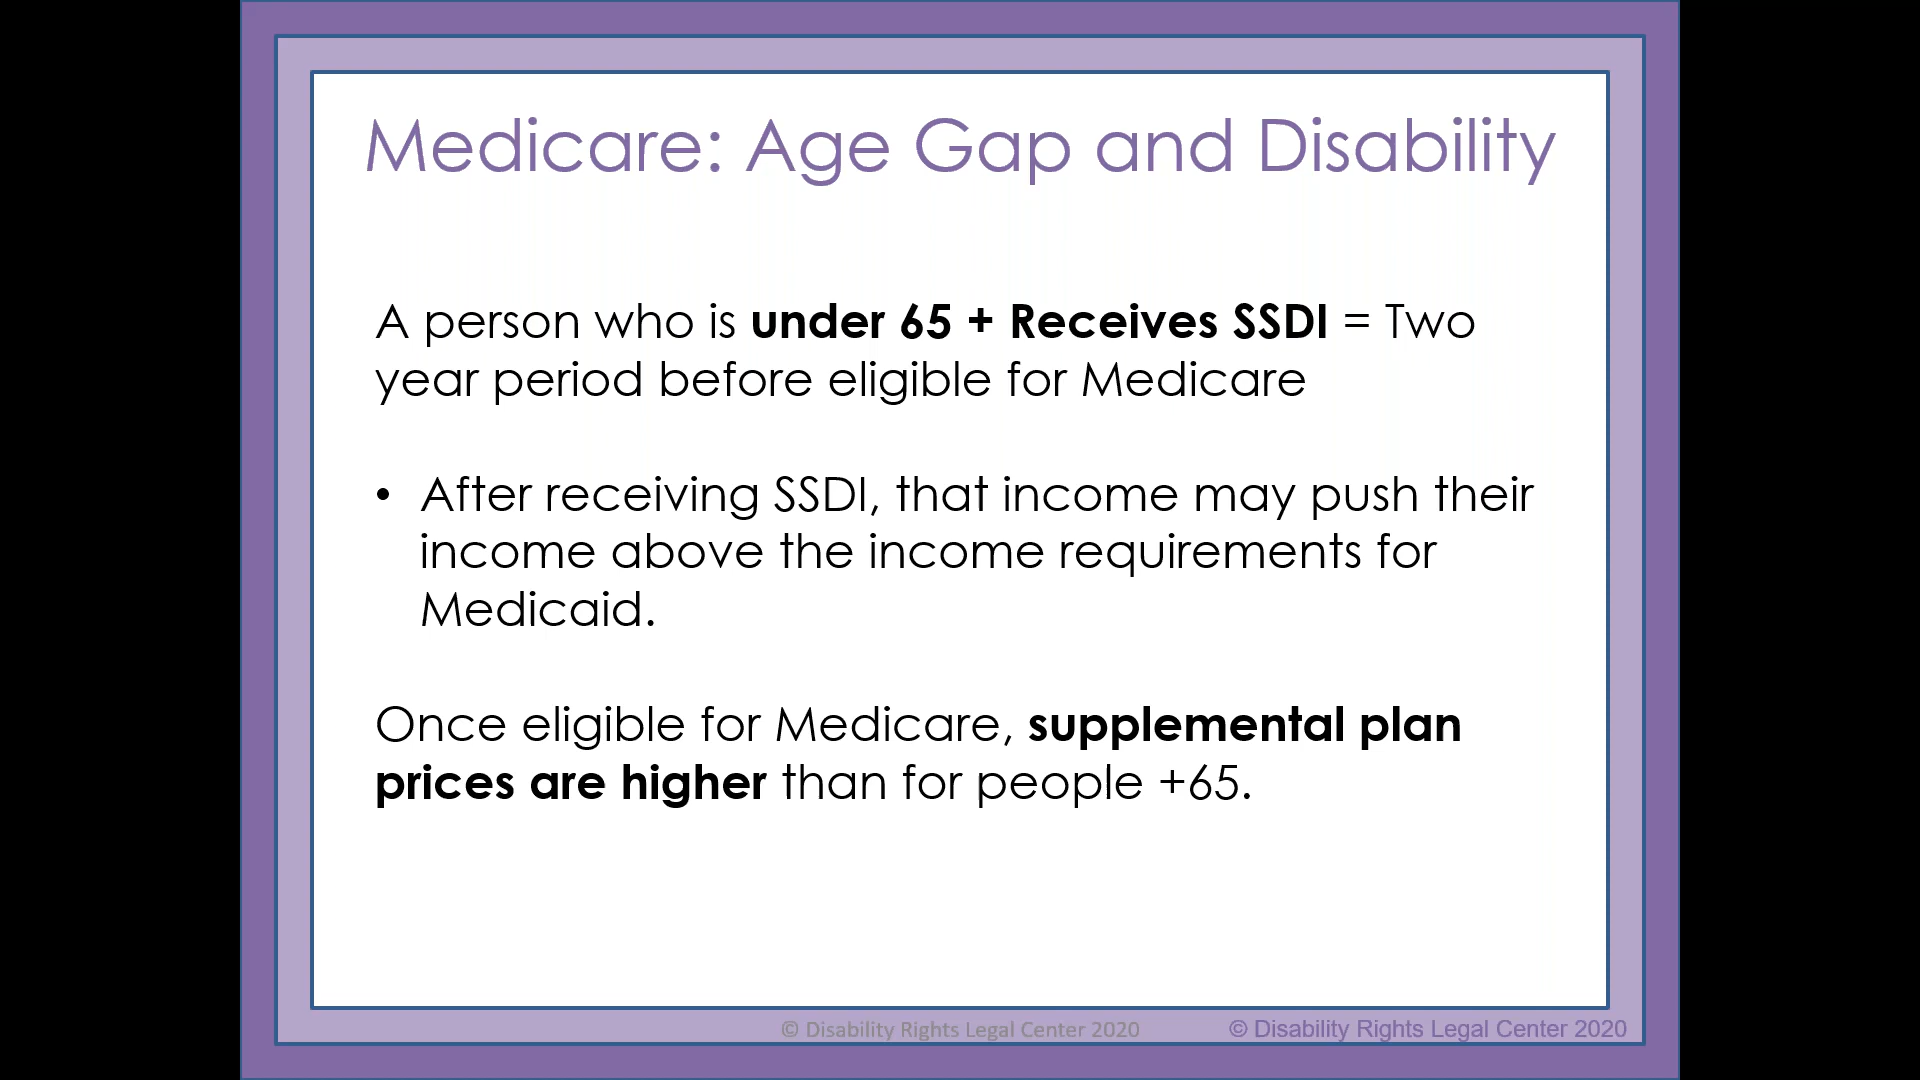 Medicare: Age Gap and Disability
A person who is under 65 + Receives SSDI = Two
year period before eligible for Medicare
• After receiving SSDI, that income may push their
income above the income requirements for
Medicaid.
Once eligible for Medicare, supplemental plan
prices are higher than for people +65.
© Disability Rights Legal Center 2020
© Disability Rights Legal Center 2020